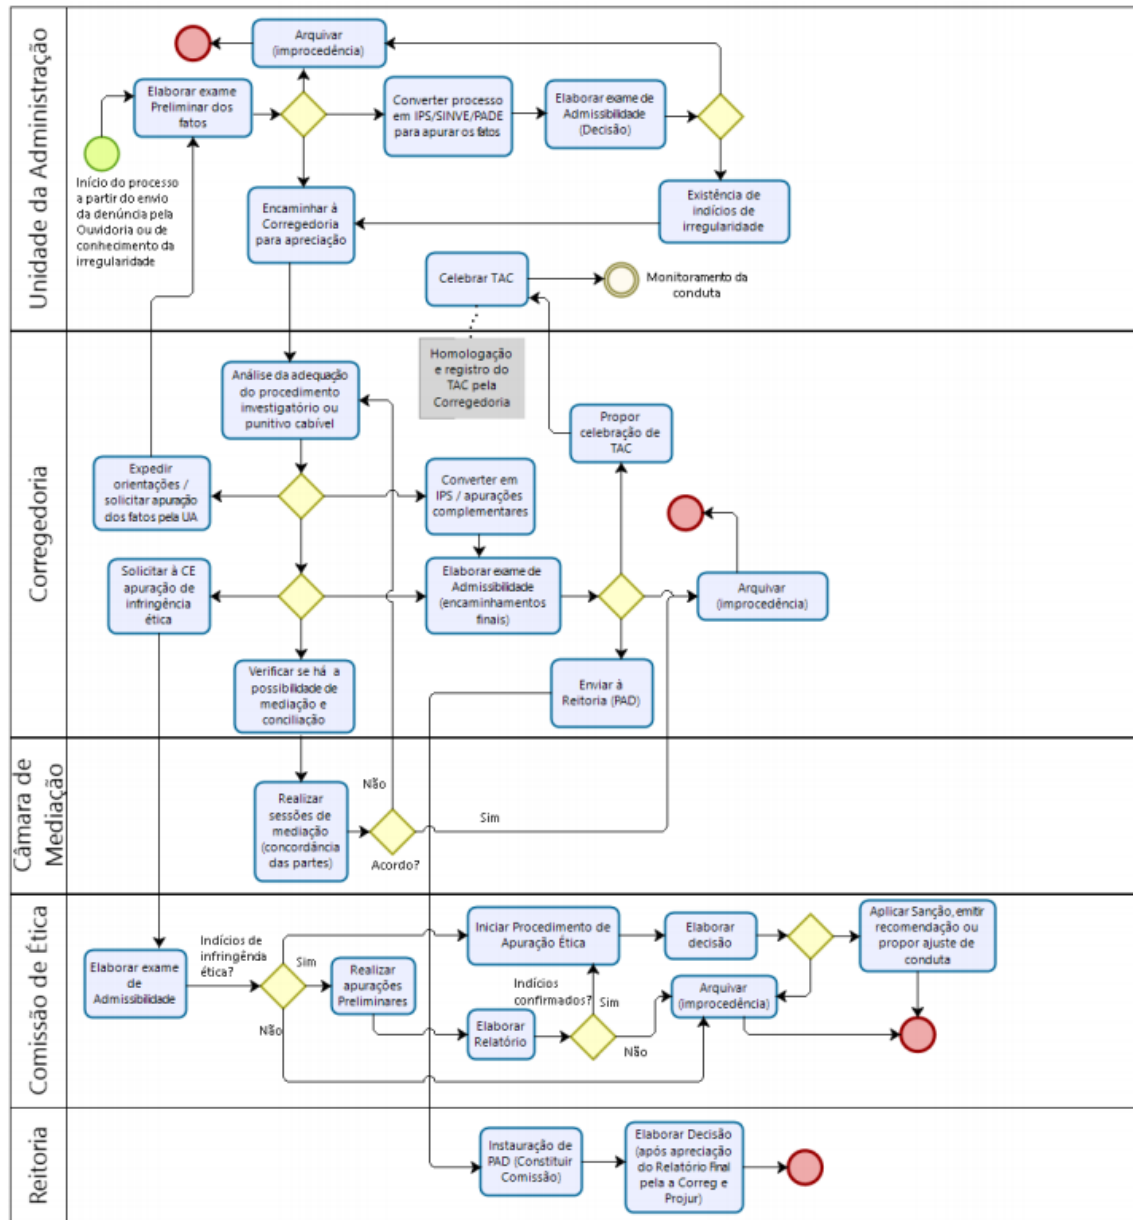 Unidade da Administração
Arquivar
(improcedência)
Elaborar exame
Preliminar dos
fatos
Converter processo
em IPS/SINVE/PADE
para apurar os fatos
Elaborar exame de
Admissibilidade
(Decisão)
Início do processo
a partir do envio
da denúncia pela
Ouvidoria ou de
conhecimento da
irregularidade
Encaminhar à
Corregedoria
para apreciação
Existência de
indícios de
irregularidade
Celebrar TAC
Monitoramento da
conduta
Corregedoria
Homologação
e registro do
TAC pela
Corregedoria
Análise da adequação
do procedimento
investigatório ou
punitivo cabível
Propor
celebração de
TAC
Expedir
orientações /
solicitar apuração
dos fatos pela UA
Converter em
IPS / apurações
complementares
Solicitar à CE
apuração de
infringência
ética
Elaborar exame de
Admissibilidade
(encaminhamentos
finais)
Arquivar
(improcedência)
Verificar se há a
possibilidade de
mediação e
conciliação
Enviar à
Reitoria (PAD)
Câmara de
Mediação
Realizar
sessões de
mediação
(concordância
das partes)
Não
Sim
Acordo?
Comissão de Ética
Elaborar exame
de
Admissibilidade
Indícios de
infringênda
ética?
Sim
Não
Realizar
apurações
Preliminares
Iniciar Procedimento de
Apuração Ética
Elaborar
decisão
Aplicar Sanção, emitir
recomendação ou
propor ajuste de
conduta
Elaborar
Relatório
Indícios
confirmados?
Sim
Não
Arquivar
(improcedência)
Reitoria
Instauração de
PAD (Constituir
Comissão)
Elaborar Decisão
(após apreciação
do Relatório Final
pela a Correg e
Projur)